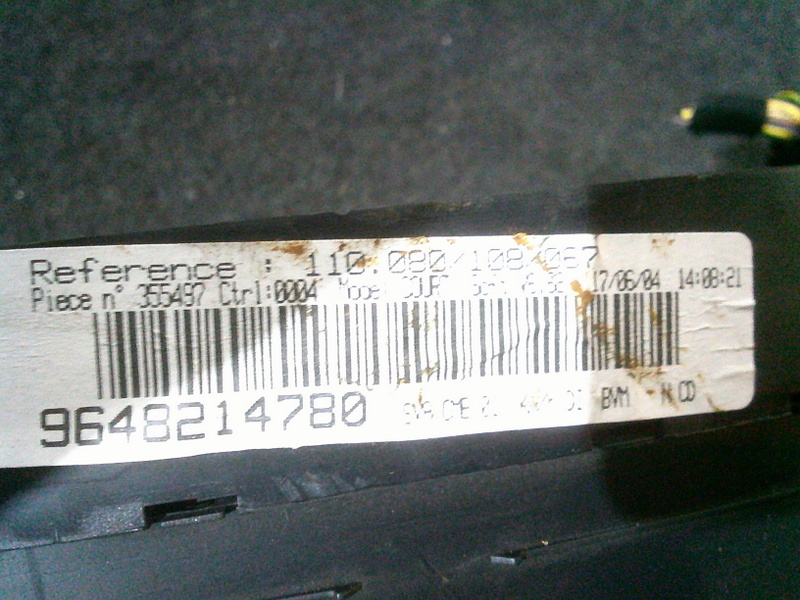 Reference : 110.080/108/067
Piece n° 355497 Ctrl:0004 17/06/04 14:08:21
9648214780 BVM